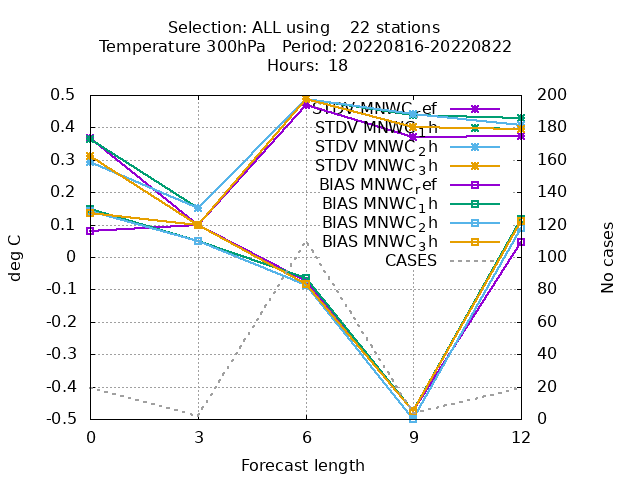 Selection: ALL using 22 stations
Temperature 300hPa Period: 20220816-20220822
Hours: 18
0.5
0.4
0.3
0.2
0.1
0
-0.1
-0.2
-0.3
-0.4
-0.5
deg C
200
180
160
140
120
100
80
60
40
20
0
No cases
STDV MNWC_ref
STDV MNWC_1h
STDV MNWC_2h
STDV MNWC_3h
BIAS MNWC_ref
BIAS MNWC_1h
BIAS MNWC_2h
BIAS MNWC_3h
CASES
0 3 6 9 12
Forecast length